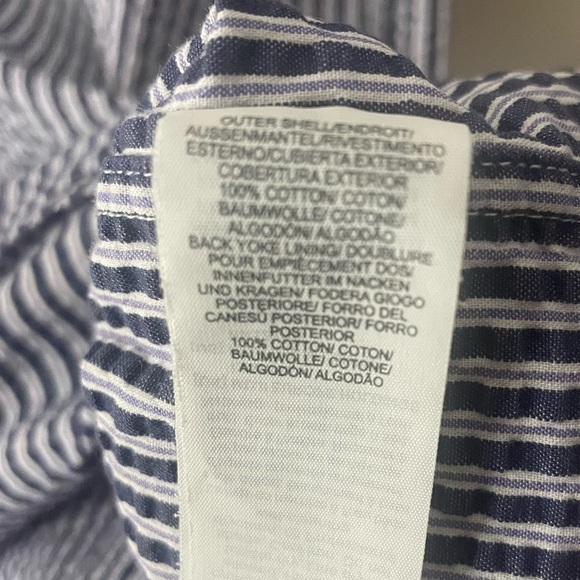 OUTER SHELL/ENDROIT/
AUSSENMANTEL/RIVESTIMENTO
ESTERNO/CUBIERTA EXTERIOR/
COBERTURA EXTERIOR
100% COTTON/ COTON/
BAUMWOLLE/ COTONE/
ALGODÓN/ ALGODÃO
BACK YOKE LINING/ DOUBLURE
POUR EMPIÈCEMENT DOS/
INNENFUTTER IM NACKEN
UND KRAGEN/ FODERA GIOGO
POSTERIORE/ FORRO DEL
CANESÚ POSTERIOR/ FORRO
POSTERIOR
100% COTTON/ COTON/
BAUMWOLLE/ COTONE/
ALGODÓN/ ALGODÃO